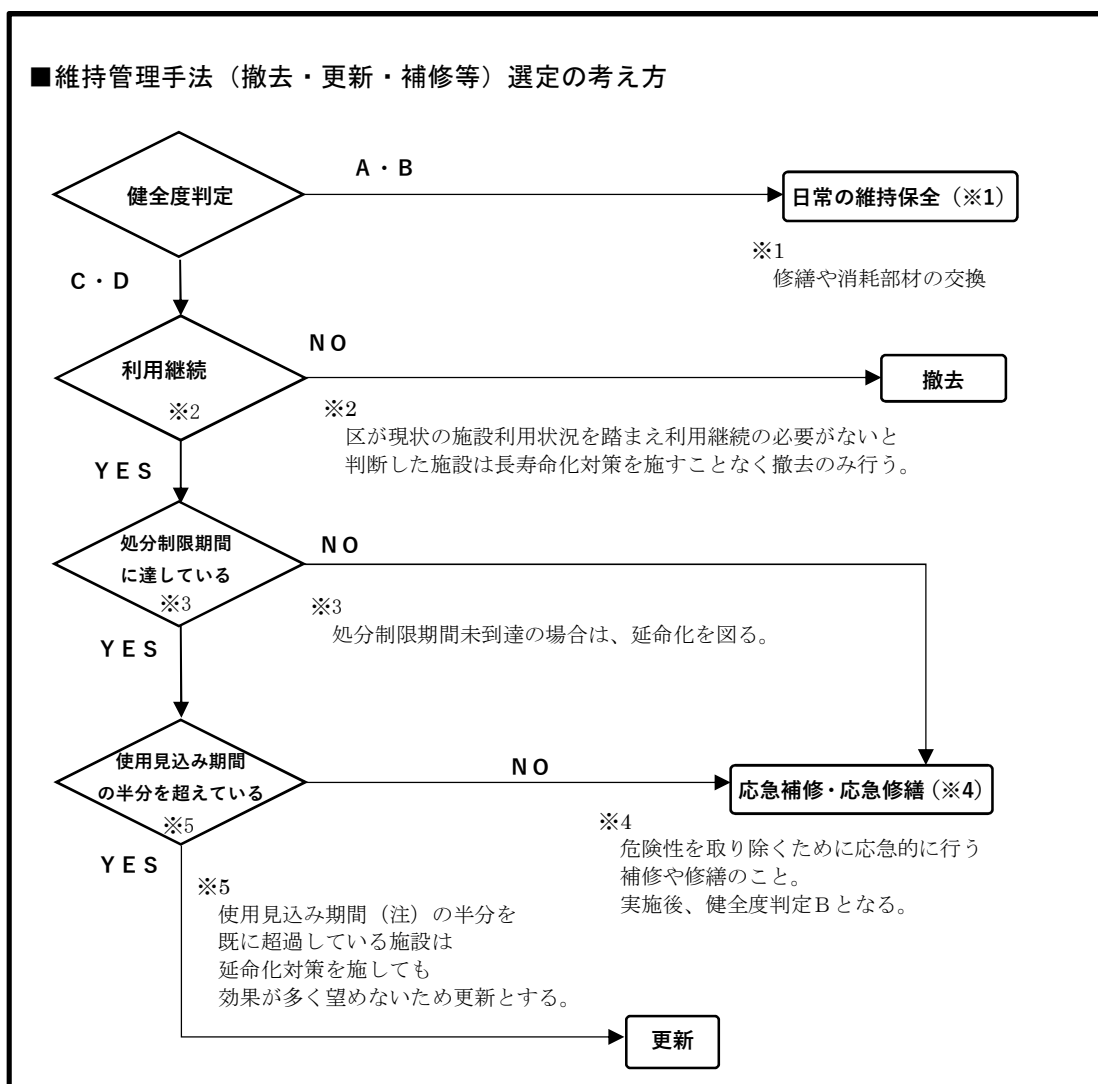 ■維持管理手法（撤去・更新・補修等）選定の考え方
健全度判定
A・B
日常の維持保全（※1）
※1
修繕や消耗部材の交換
C・D
利用継続
※2
NO
撤去
※2
区が現状の施設利用状況を踏まえ利用継続の必要がないと
判断した施設は長寿命化対策を施すことなく撤去のみ行う。
YES
処分制限期間
に達している
※3
NO
※3
処分制限期間未到達の場合は、延命化を図る。
YES
使用見込み期間
の半分を超えている
※5
NO
応急補修・応急修繕（※4）
※4
危険性を取り除くために応急的に行う
補修や修繕のこと。
実施後、健全度判定Ｂとなる。
YES
※5
使用見込み期間（注）の半分を
既に超過している施設は
延命化対策を施しても
効果が多く望めないため更新とする。
更新